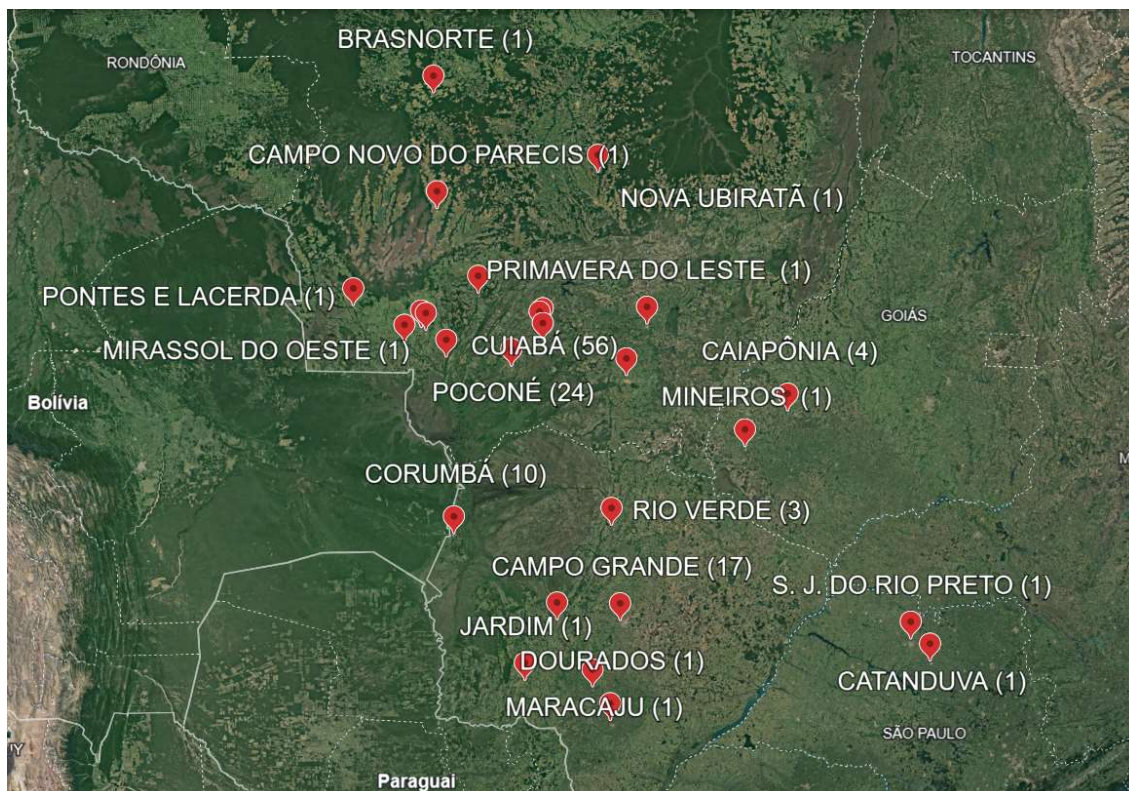 BRASNORTE (1)
RONDÔNIA
TOCANTINS
CAMPO NOVO DO PARECIS (1)
NOVA UBIRATÃ (1)
PRIMAVERA DO LESTE (1)
PONTES E LACERDA (1)
GOIÁS
MIRASSOL DO OESTE (1)
CUIABÁ (56)
CAIAPÔNIA (4)
Bolívia
POCONÉ (24)
MINEIROS (1)
M
CORUMBÁ (10)
RIO VERDE (3)
CAMPO GRANDE (17)
S. J. DO RIO PRETO (1)
JARDIM (1)
DOURADOS (1)
CATANDUVA (1)
MARACAJU (1)
SÃO PAULO
UY
Paraguai